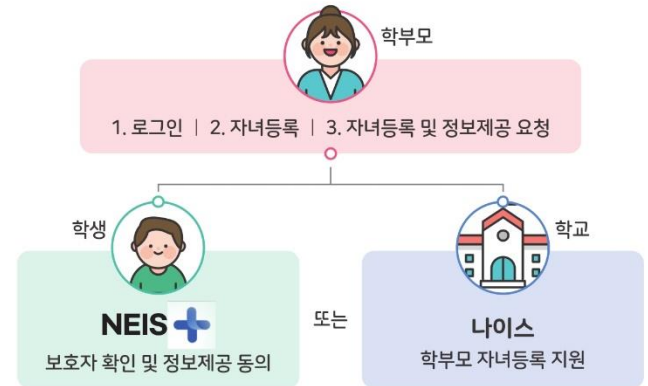 학부모
1. 로그인 | 2. 자녀등록 | 3. 자녀등록 및 정보제공 요청
학생
NEIS +
보호자 확인 및 정보제공 동의
또는
학교
나이스
학부모 자녀등록 지원